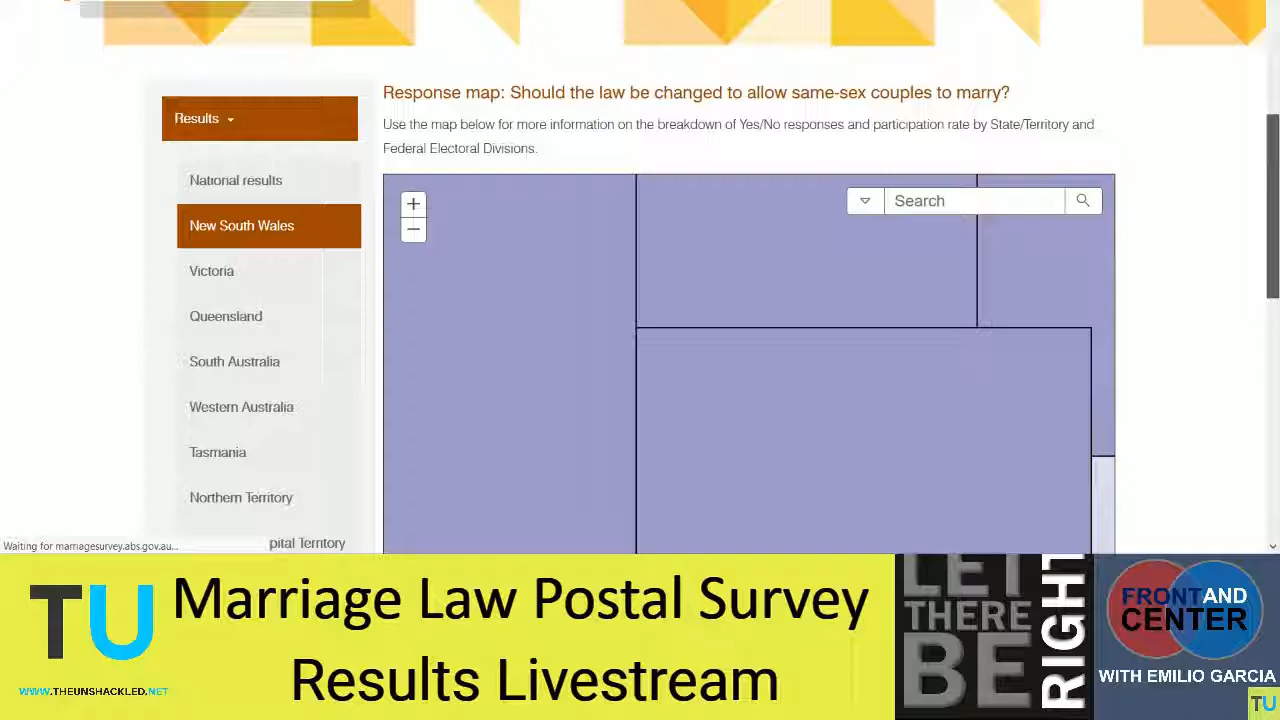 Results
National results
New South Wales
Victoria
Queensland
South Australia
Western Australia
Tasmania
Northern Territory
pital Territory
Response map: Should the law be changed to allow same-sex couples to marry?
Use the map below for more information on the breakdown of Yes/No responses and participation rate by State/Territory and
Federal Electoral Divisions.
+
−
Search
Waiting for marriagesurvey.abs.gov.au...
TU
WWW.THEUNSHACKLED.NET
Marriage Law Postal Survey
Results Livestream
LET
THERE
BE
RIGHT
FRONT AND
CENTER
WITH EMILIO GARCIA
TU